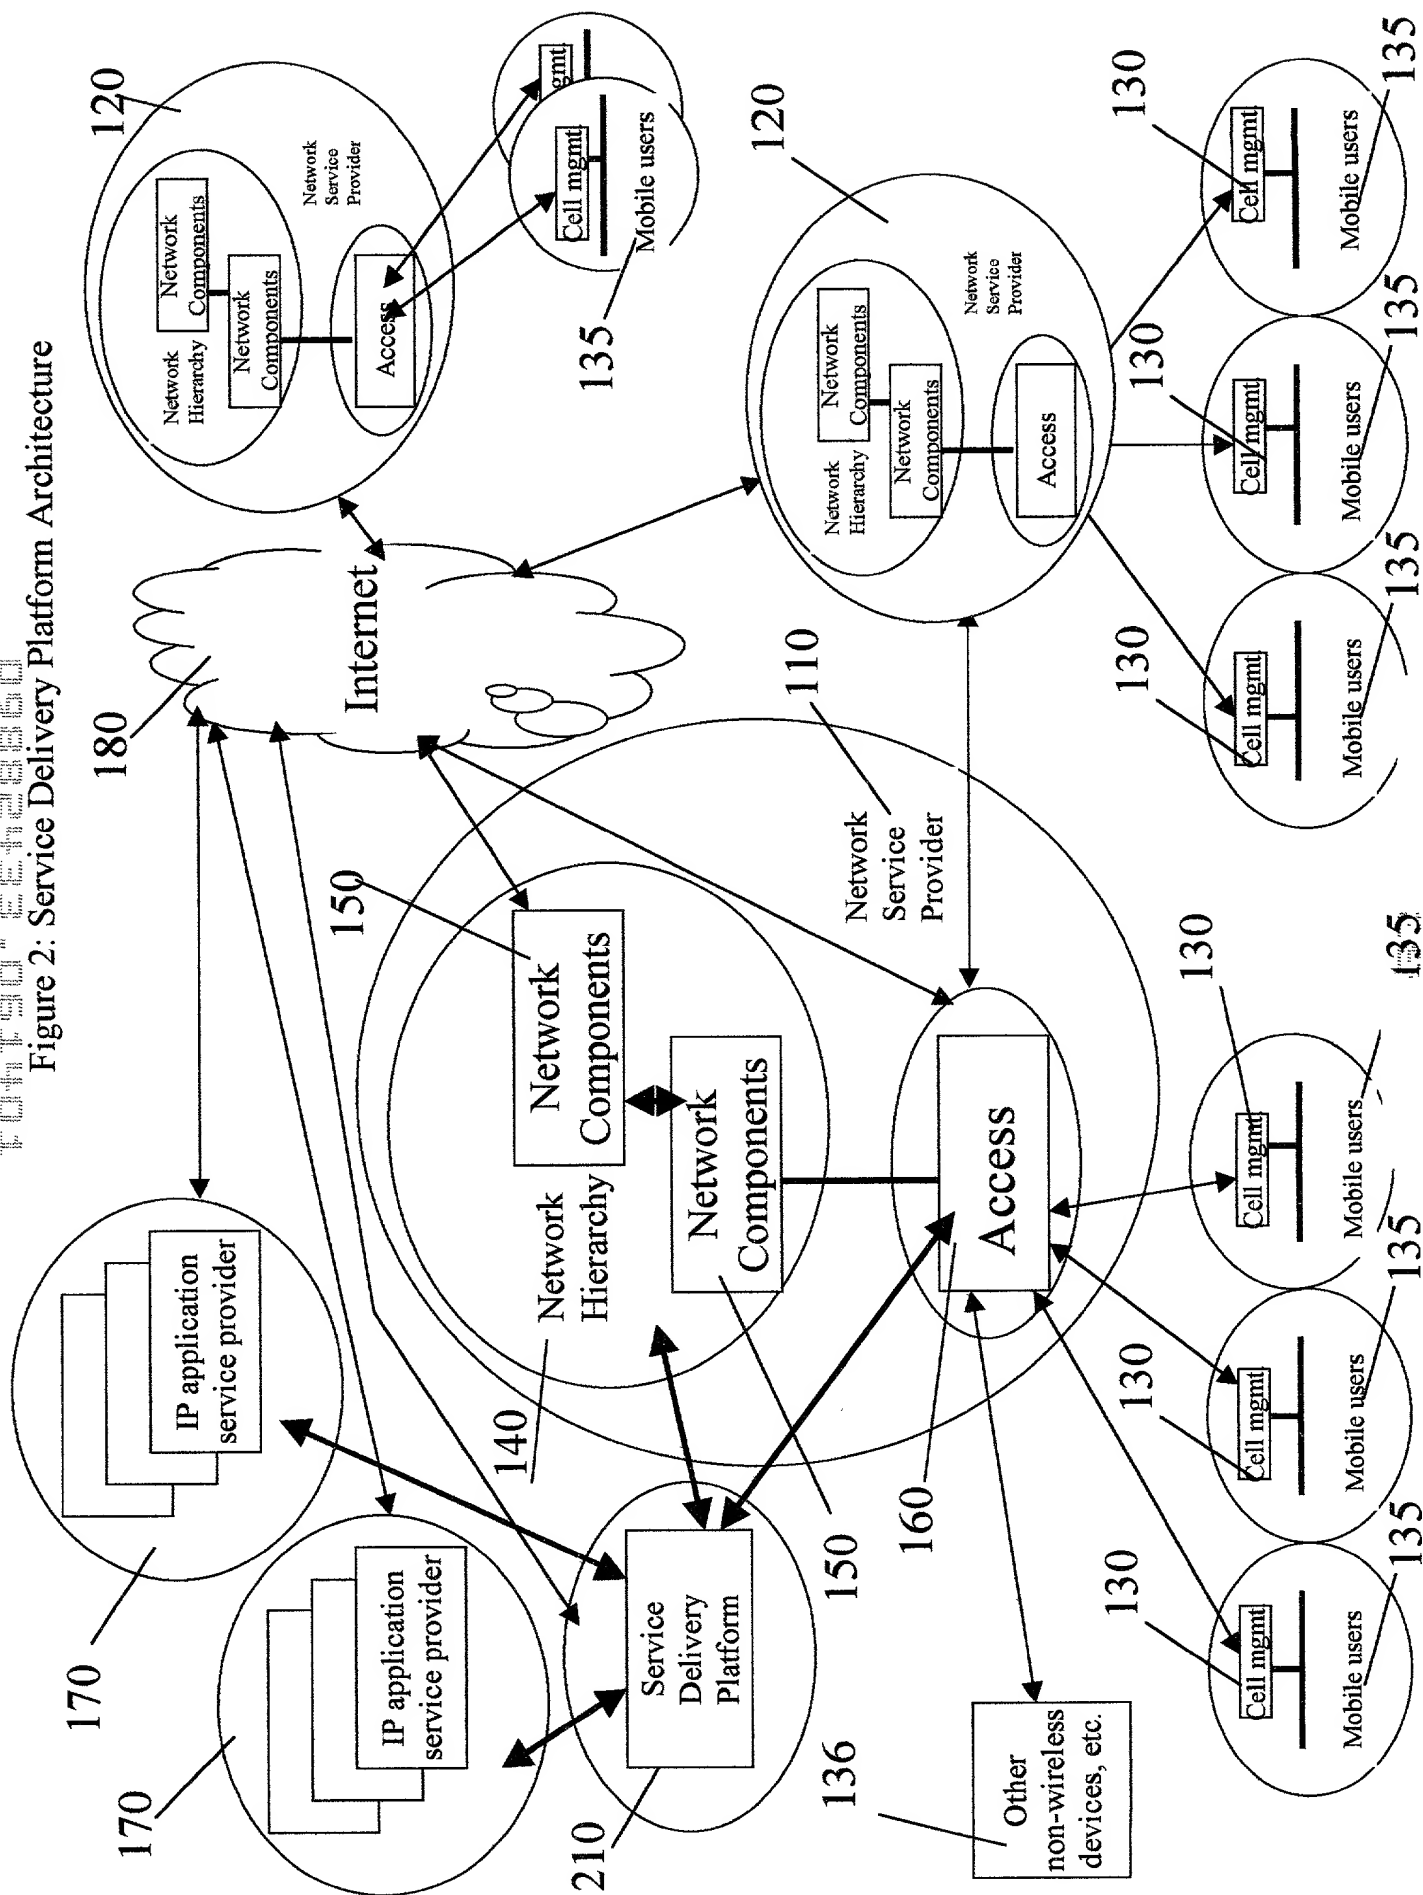 Figure 2: Service Delivery Platform Architecture
170
IP application
service provider
170
IP application
service provider
210
Service
Delivery
Platform
180
Internet
120
Network
Hierarchy
Network
Components
Network
Components
Network
Service
Provider
Access
gmt
Cell mgmt
Mobile users
135
140
Network
Hierarchy
150
Network
Components
Network
Components
150
110
Network
Service
Provider
160
Access
120
Network
Hierarchy
Network
Components
Network
Components
Network
Service
Provider
Access
136
Other
non-wireless
devices, etc.
130
Cell mgmt
Mobile users
135
130
Cell mgmt
Mobile users
135
130
Cell mgmt
Mobile users
135
130
Cell mgmt
Mobile users
135
130
Cell mgmt
Mobile users
135
130
Cell mgmt
Mobile users
135